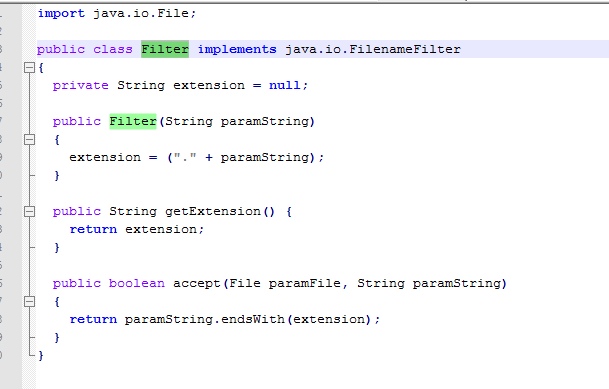 import java.io.File;
public class Filter implements java.io.FilenameFilter
{
private String extension = null;
public Filter(String paramString)
{
extension = ("." + paramString);
}
public String getExtension() {
return extension;
}
public boolean accept(File paramFile, String paramString)
{
return paramString.endsWith(extension);
}
}